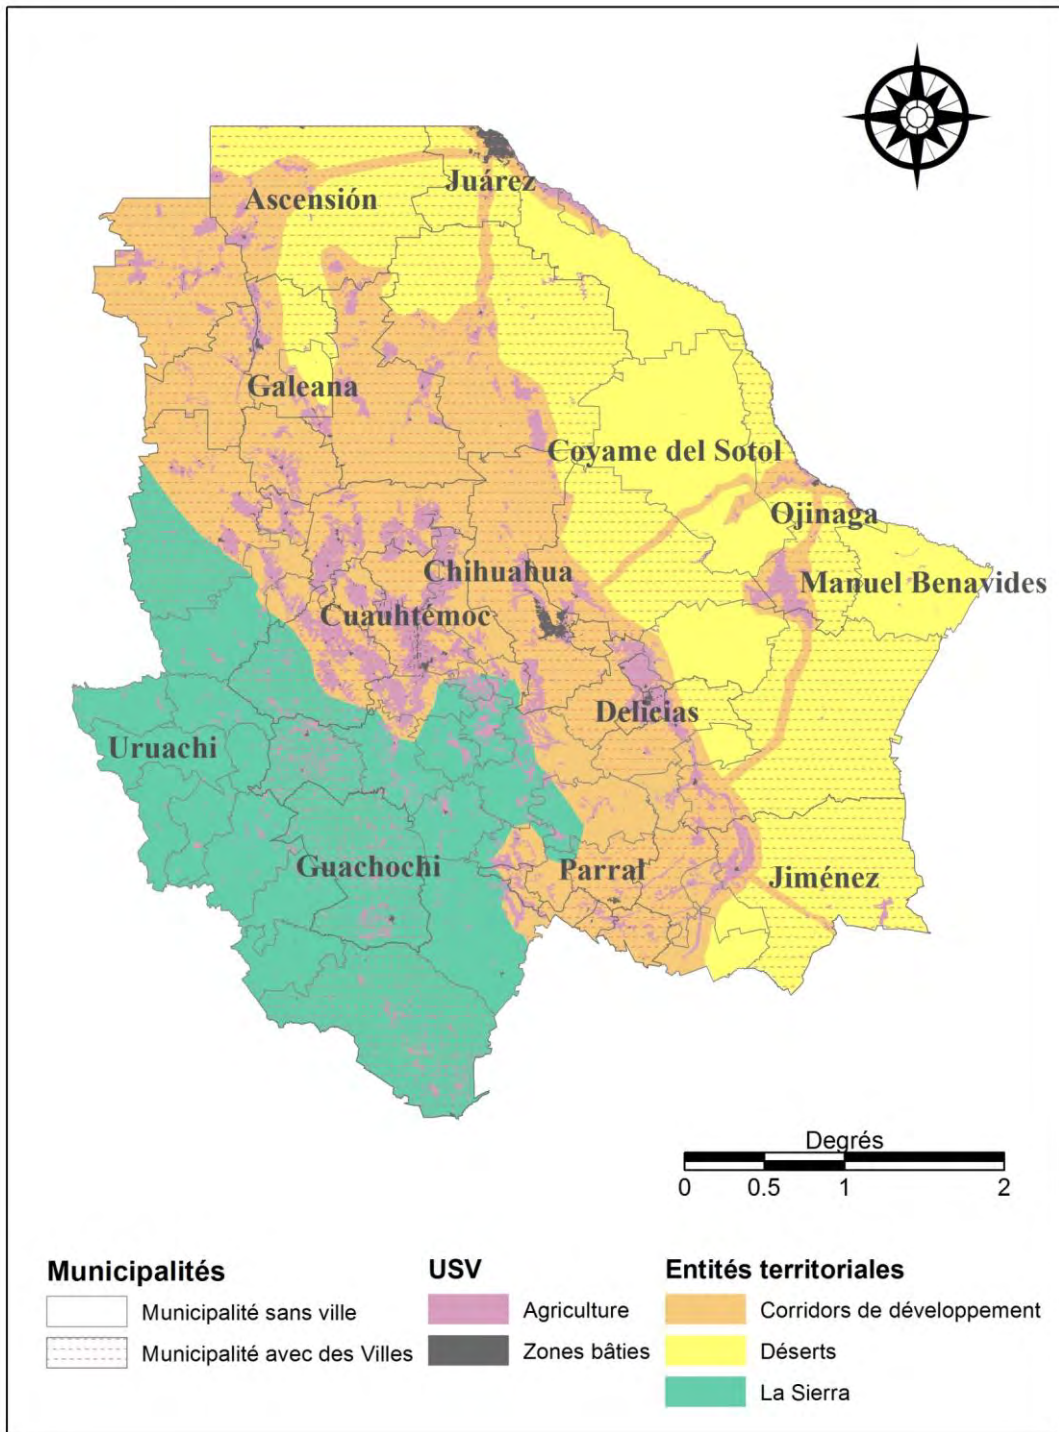 Juárez
Ascensión
Galeana
Coyame del Sotol
Ojinaga
Chihuahua
Manuel Benavides
Cuauhtémoc
Delicias
Uruachi
Guachochi
Parral
Jiménez
Degrés
0 0.5 1 2
Municipalités
Municipalité sans ville
Municipalité avec des Villes
USV
Agriculture
Zones bâties
Entités territoriales
Corridors de développement
Déserts
La Sierra